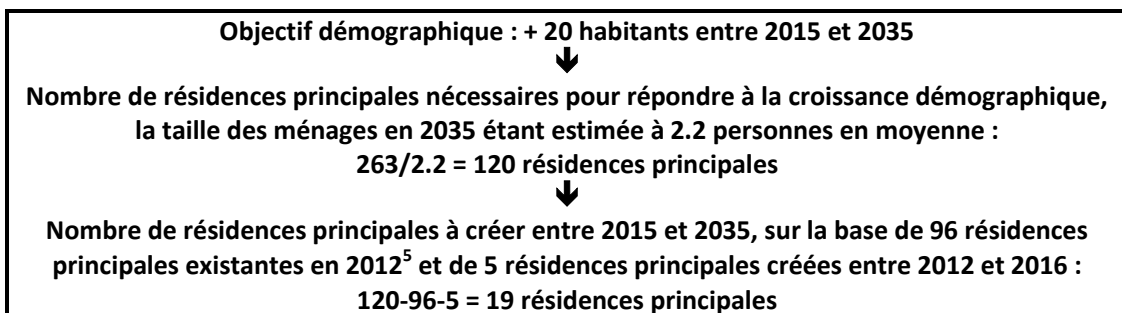 Objectif démographique : + 20 habitants entre 2015 et 2035
🡻
Nombre de résidences principales nécessaires pour répondre à la croissance démographique,
la taille des ménages en 2035 étant estimée à 2.2 personnes en moyenne :
263/2.2 = 120 résidences principales
🡻
Nombre de résidences principales à créer entre 2015 et 2035, sur la base de 96 résidences
principales existantes en 2012⁵ et de 5 résidences principales créées entre 2012 et 2016 :
120-96-5 = 19 résidences principales